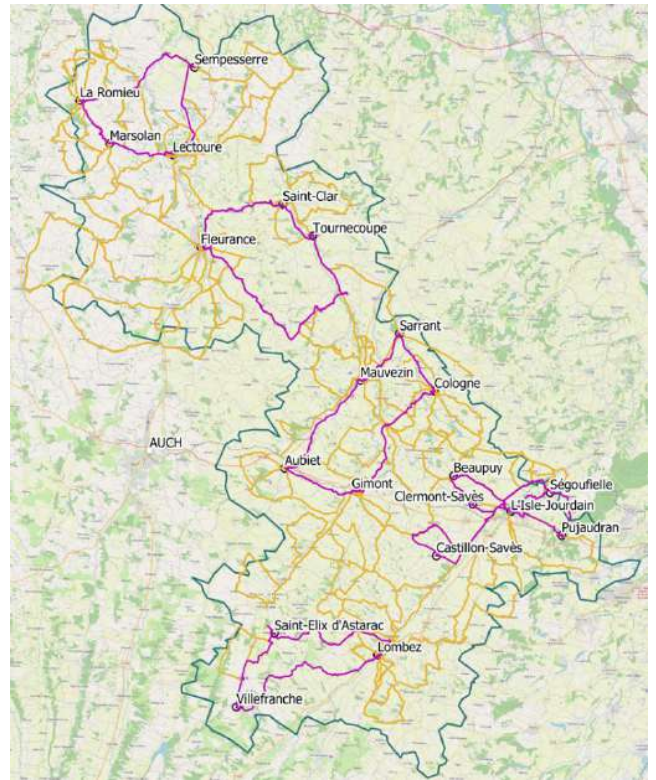 Sempesserre
La Romieu
Marsolan
Lectoure
Saint-Clar
Tournecoupe
Fleurance
Sarrant
Mauvezin
Cologne
AUCH
Aubiet
Beaupuy
Gimont
Ségoufielle
Clermont-Savès
L'Isle-Jourdain
Pujaudran
Castillon-Savès
Saint-Elix d'Astarac
Lombez
Villefranche